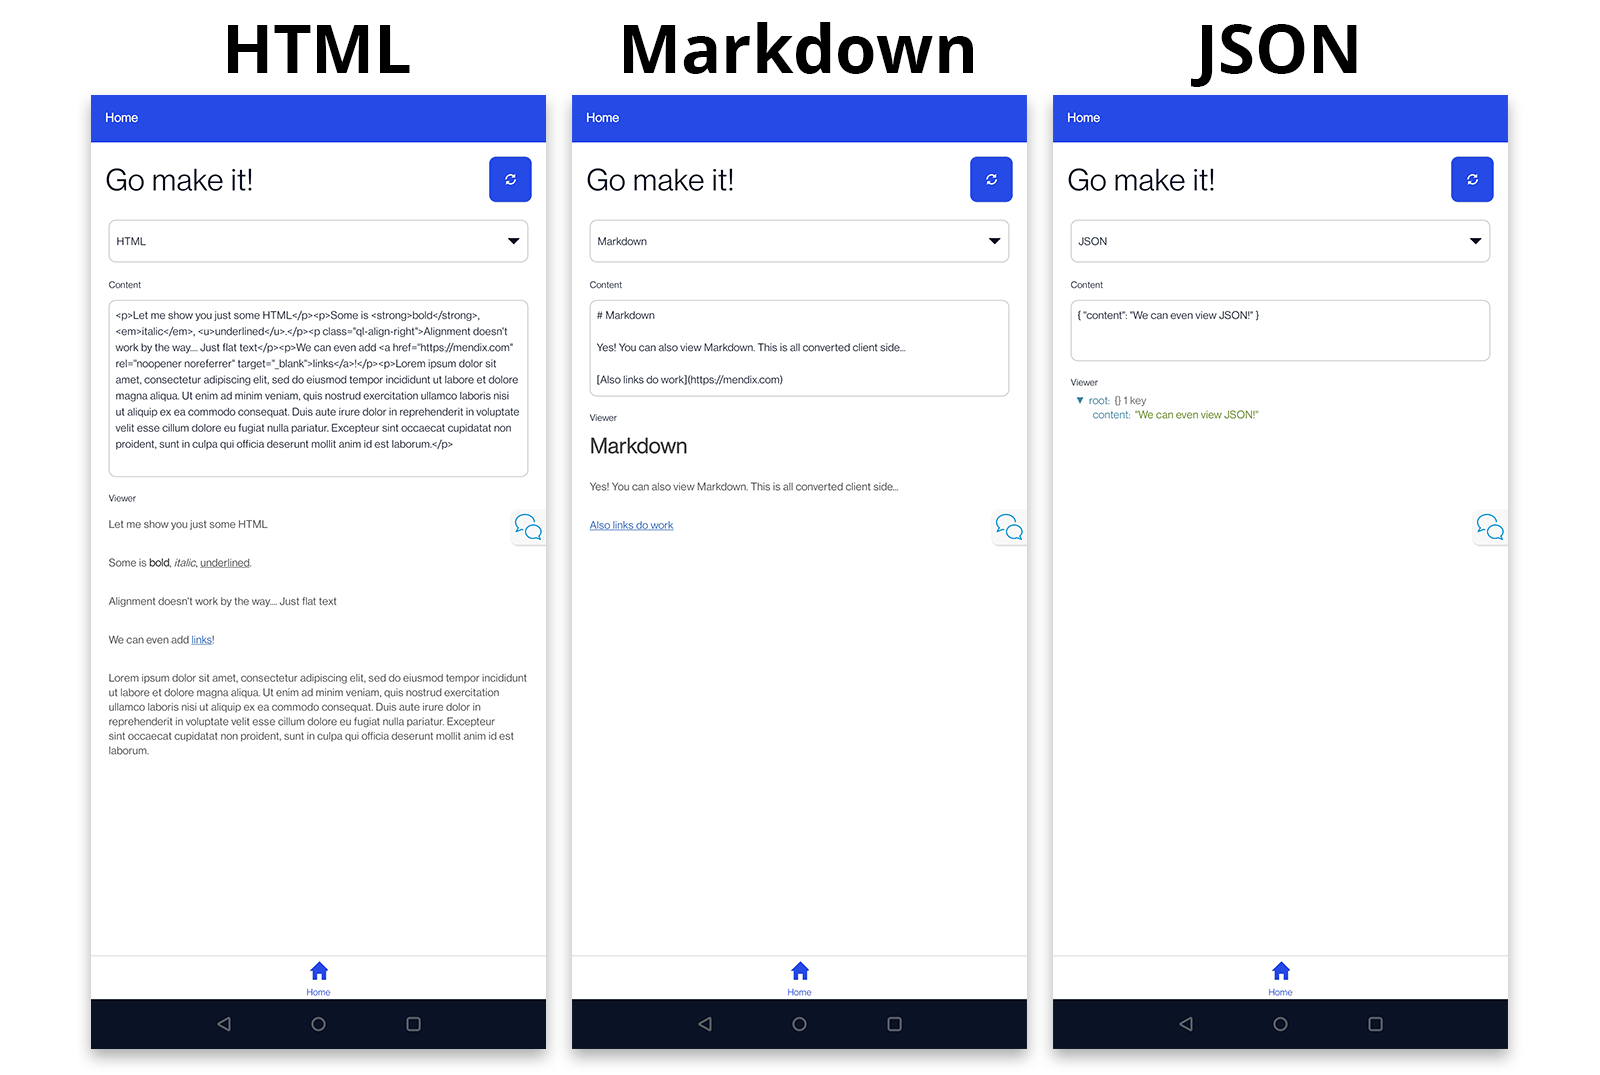 HTML
Home
Go make it!
HTML
Content
<p>Let me show you just some HTML</p><p>Some is <strong>bold</strong>,
<em>italic</em>, <u>underlined</u>.</p><p class="ql-align-right">Alignment doesn't
work by the way.... Just flat text</p><p>We can even add <a href="https://mendix.com"
rel="noopener noreferrer" target="_blank">links</a>!</p><p>Lorem ipsum dolor sit
amet, consectetur adipiscing elit, sed do eiusmod tempor incididunt ut labore et dolore
magna aliqua. Ut enim ad minim veniam, quis nostrud exercitation ullamco laboris nisi
ut aliquip ex ea commodo consequat. Duis aute irure dolor in reprehenderit in voluptate
velit esse cillum dolore eu fugiat nulla pariatur. Excepteur sint occaecat cupidatat non
proident, sunt in culpa qui officia deserunt mollit anim id est laborum.</p>
Viewer
Let me show you just some HTML
Some is bold, italic, underlined.
Alignment doesn't work by the way.... Just flat text
We can even add links!
Lorem ipsum dolor sit amet, consectetur adipiscing elit, sed do eiusmod tempor incididunt
ut labore et dolore magna aliqua. Ut enim ad minim veniam, quis nostrud exercitation
ullamco laboris nisi ut aliquip ex ea commodo consequat. Duis aute irure dolor in
reprehenderit in voluptate velit esse cillum dolore eu fugiat nulla pariatur. Excepteur
sint occaecat cupidatat non proident, sunt in culpa qui officia deserunt mollit anim id est
laborum.
Home
Markdown
Home
Go make it!
Markdown
Content
# Markdown
Yes! You can also view Markdown. This is all converted client side...
[Also links do work](https://mendix.com)
Viewer
Markdown
Yes! You can also view Markdown. This is all converted client side...
Also links do work
Home
JSON
Home
Go make it!
JSON
Content
{ "content": "We can even view JSON!" }
Viewer
▼ root: {} 1 key
content: "We can even view JSON!"
Home